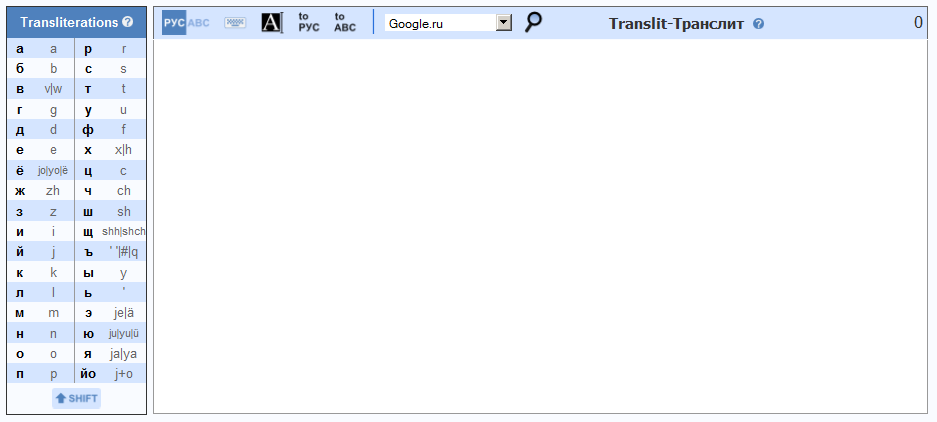 Transliterations ?
а a р r
б b с s
в v|w т t
г g у u
д d ф f
е e х x|h
ё jo|yo|ë ц c
ж zh ч ch
з z ш sh
и i щ shh|shch
й j ъ ' '|#|q
к k ы y
л l ь '
м m э je|ä
н n ю ju|yu|ü
о o я ja|ya
п p йо j+o
SHIFT
РУС ABC A to РУС to ABC Google.ru Translit-Транслит ? 0